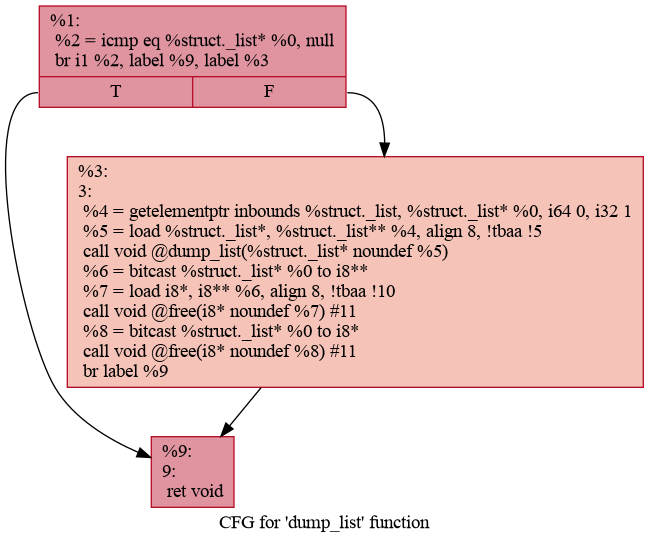 %1:
%2 = icmp eq %struct._list* %0, null
br i1 %2, label %9, label %3
T
F
%3:
3:
%4 = getelementptr inbounds %struct._list, %struct._list* %0, i64 0, i32 1
%5 = load %struct._list*, %struct._list** %4, align 8, !tbaa !5
call void @dump_list(%struct._list* noundef %5)
%6 = bitcast %struct._list* %0 to i8**
%7 = load i8*, i8** %6, align 8, !tbaa !10
call void @free(i8* noundef %7) #11
%8 = bitcast %struct._list* %0 to i8*
call void @free(i8* noundef %8) #11
br label %9
%9:
9:
ret void
CFG for 'dump_list' function